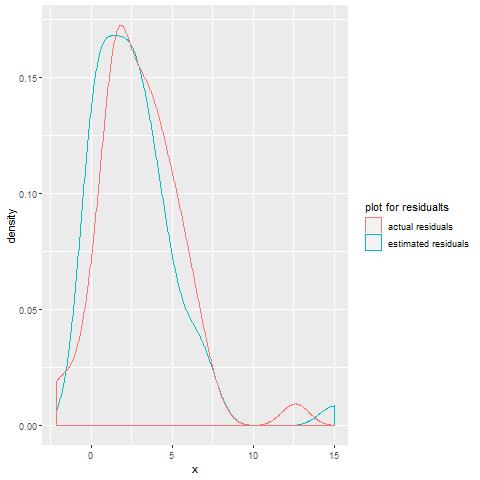 0.15
0.10
0.05
0.00
density
0
5
10
15
x
plot for residualts
actual residuals
estimated residuals